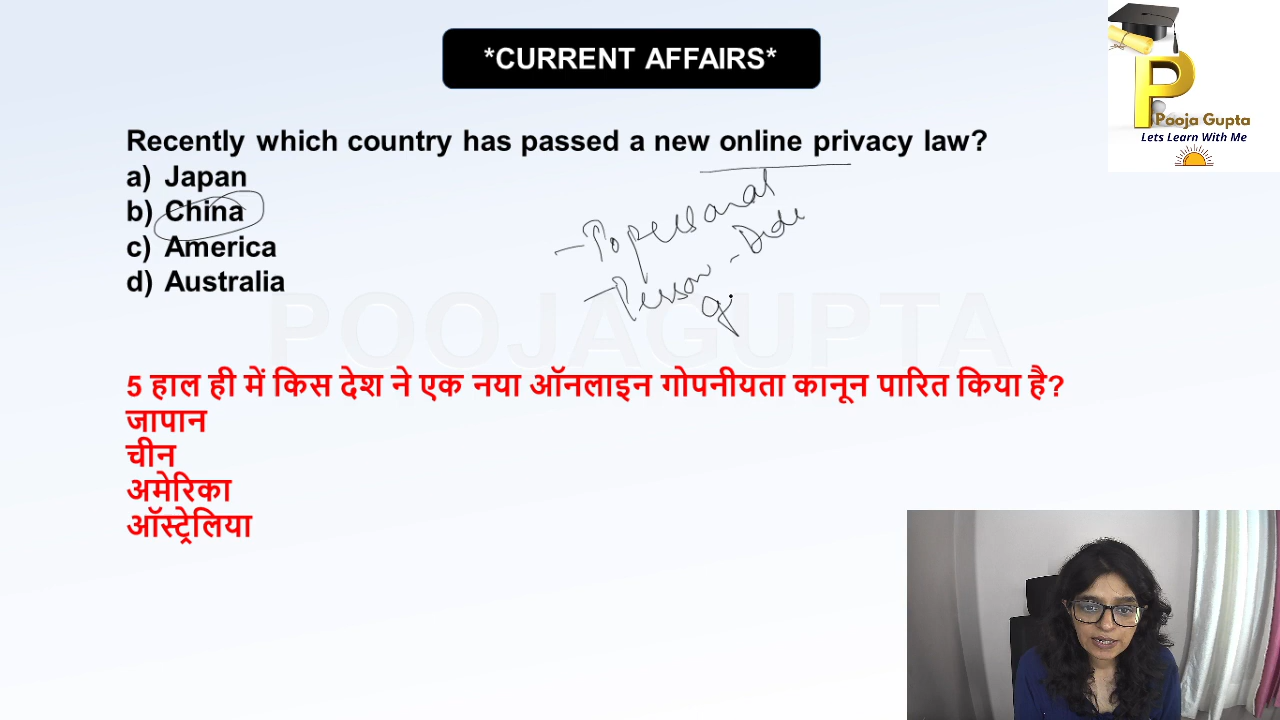 *CURRENT AFFAIRS*
Pooja Gupta
Lets Learn With Me
Recently which country has passed a new online privacy law?
a) Japan
b) China
c) America
d) Australia
POOJAGUPTA
5 हाल ही में किस देश ने एक नया ऑनलाइन गोपनीयता कानून पारित किया है?
जापान
चीन
अमेरिका
ऑस्ट्रेलिया